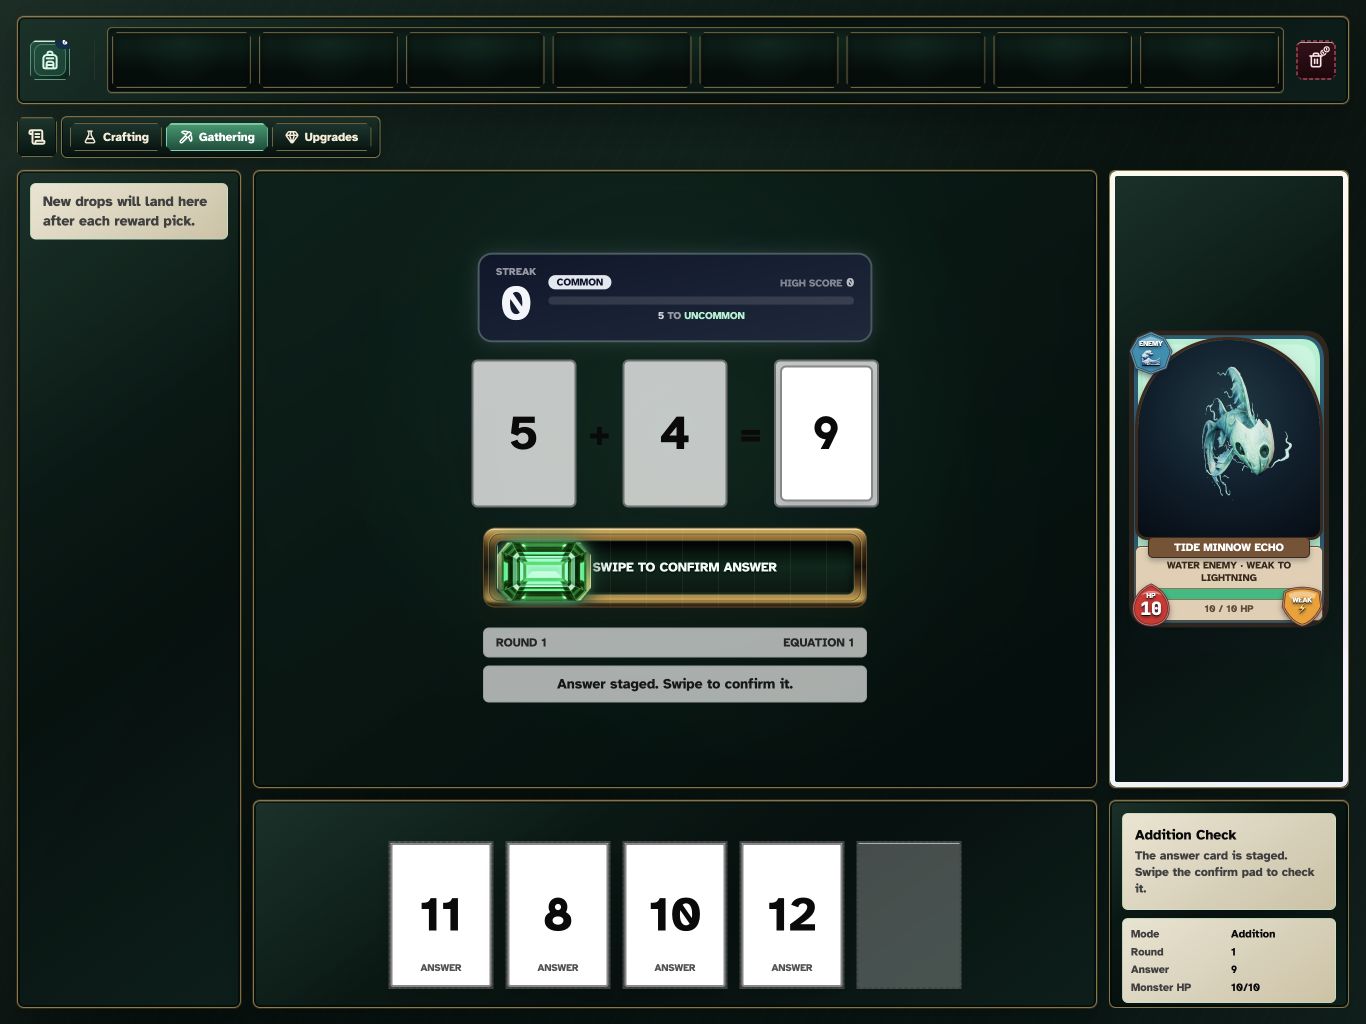 Crafting
Gathering
Upgrades
New drops will land here
after each reward pick.
STREAK
0
COMMON
HIGH SCORE 0
5 TO UNCOMMON
5 + 4 = 9
SWIPE TO CONFIRM ANSWER
ROUND 1
EQUATION 1
Answer staged. Swipe to confirm it.
ENEMY
TIDE MINNOW ECHO
WATER ENEMY · WEAK TO
LIGHTNING
HP
10
10 / 10 HP
WEAK
11
ANSWER
8
ANSWER
10
ANSWER
12
ANSWER
Addition Check
The answer card is staged.
Swipe the confirm pad to check
it.
Mode Addition
Round 1
Answer 9
Monster HP 10/10